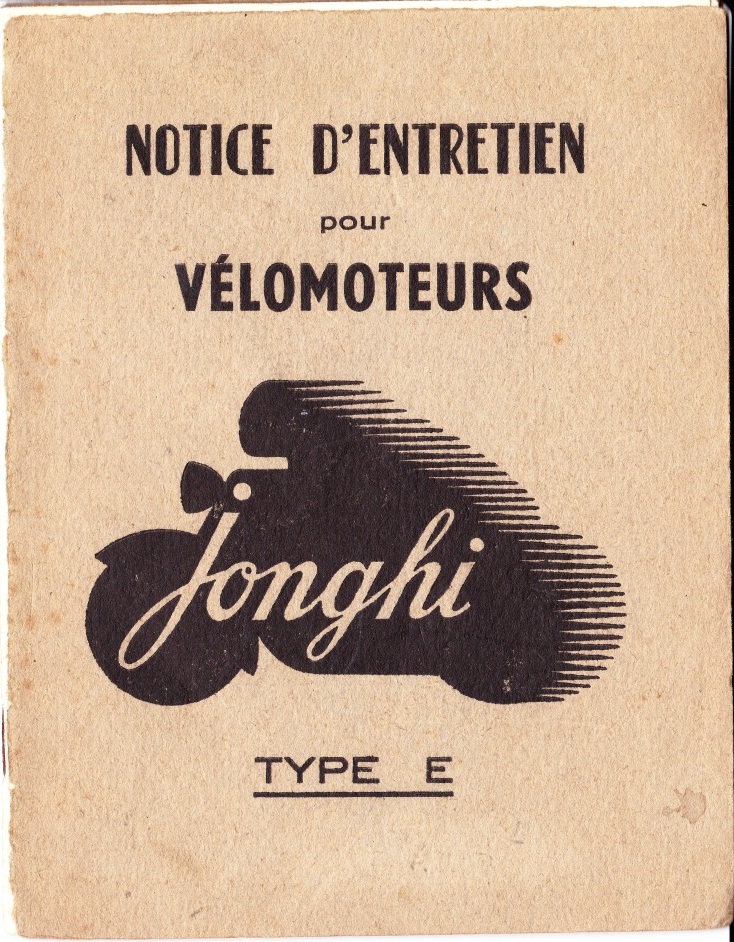 NOTICE D'ENTRETIEN
pour
VÉLOMOTEURS
Jonghi
TYPE E